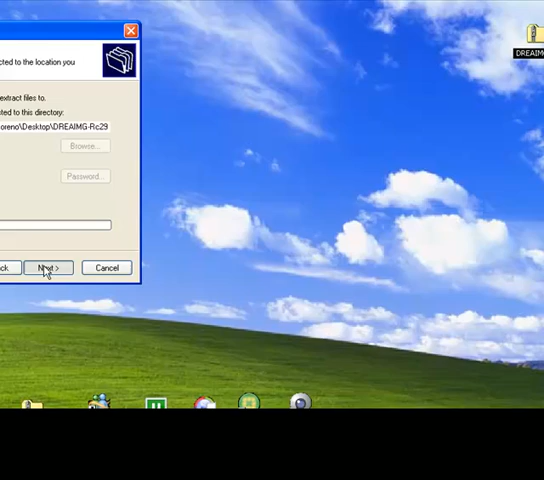 cted to the location you
extract files to.
cted to this directory:
oreno\Desktop\DREAIMG-Rc29
Browse...
Password...
ck
Next >
Cancel
DREAIMG